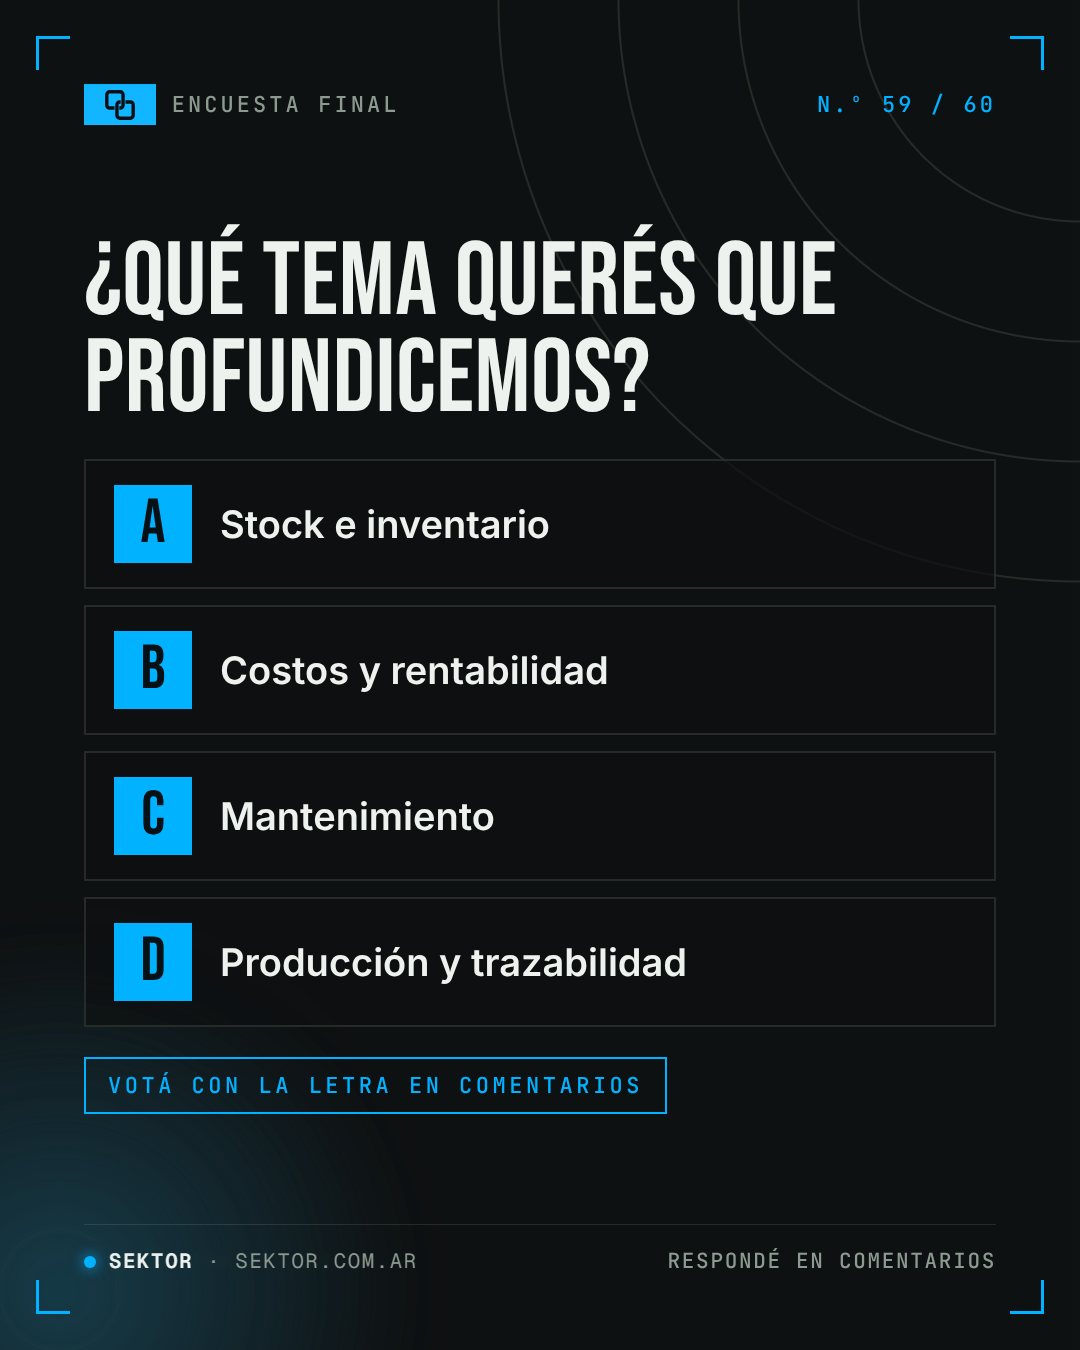 ENCUESTA FINAL
N.º 59 / 60
¿QUÉ TEMA QUERÉS QUE
PROFUNDICEMOS?
A Stock e inventario
B Costos y rentabilidad
C Mantenimiento
D Producción y trazabilidad
VOTÁ CON LA LETRA EN COMENTARIOS
SEKTOR · SEKTOR.COM.AR
RESPONDÉ EN COMENTARIOS